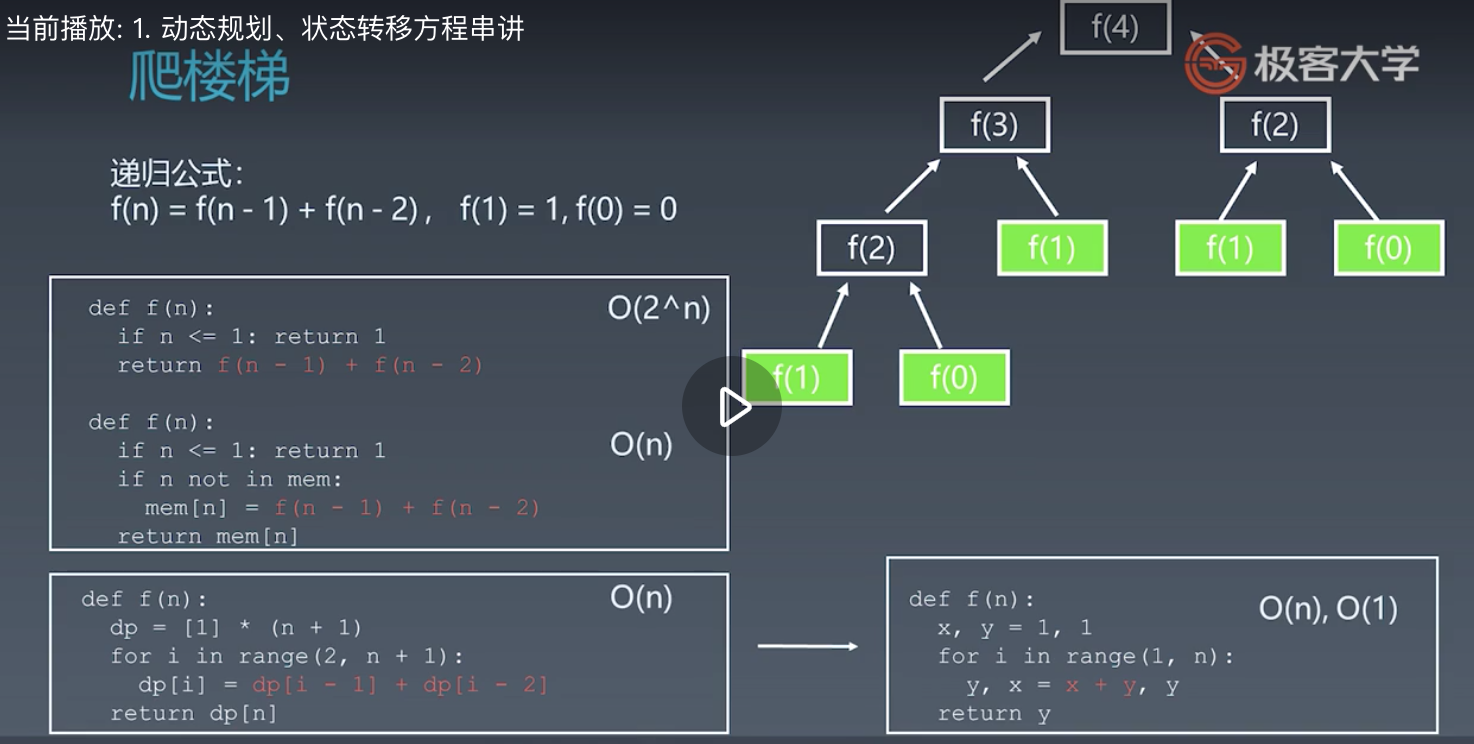 当前播放: 1. 动态规划、状态转移方程串讲
爬楼梯
极客大学
递归公式:
f(n) = f(n - 1) + f(n - 2) , f(1) = 1, f(0) = 0
f(4)
f(3)
f(2)
f(2)
f(1)
f(1)
f(0)
f(1)
f(0)
def f(n):
if n <= 1: return 1
return f(n - 1) + f(n - 2)
O(2^n)
def f(n):
if n <= 1: return 1
if n not in mem:
mem[n] = f(n - 1) + f(n - 2)
return mem[n]
O(n)
def f(n):
dp = [1] * (n + 1)
for i in range(2, n + 1):
dp[i] = dp[i - 1] + dp[i - 2]
return dp[n]
O(n)
def f(n):
x, y = 1, 1
for i in range(1, n):
y, x = x + y, y
return y
O(n), O(1)